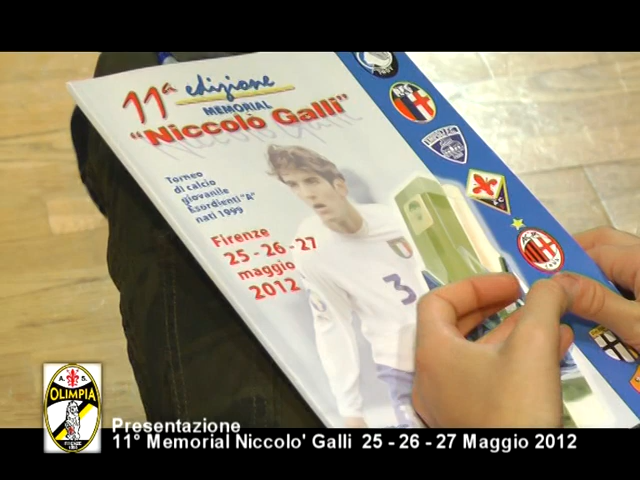 11ª edizione
MEMORIAL
"Niccolò Galli"
Torneo
di calcio
giovanile
Esordienti "A"
nati 1999
Firenze
25 - 26 - 27
maggio
2012
3
A. S.
OLIMPIA
Presentazione
11° Memorial Niccolo' Galli 25 - 26 - 27 Maggio 2012